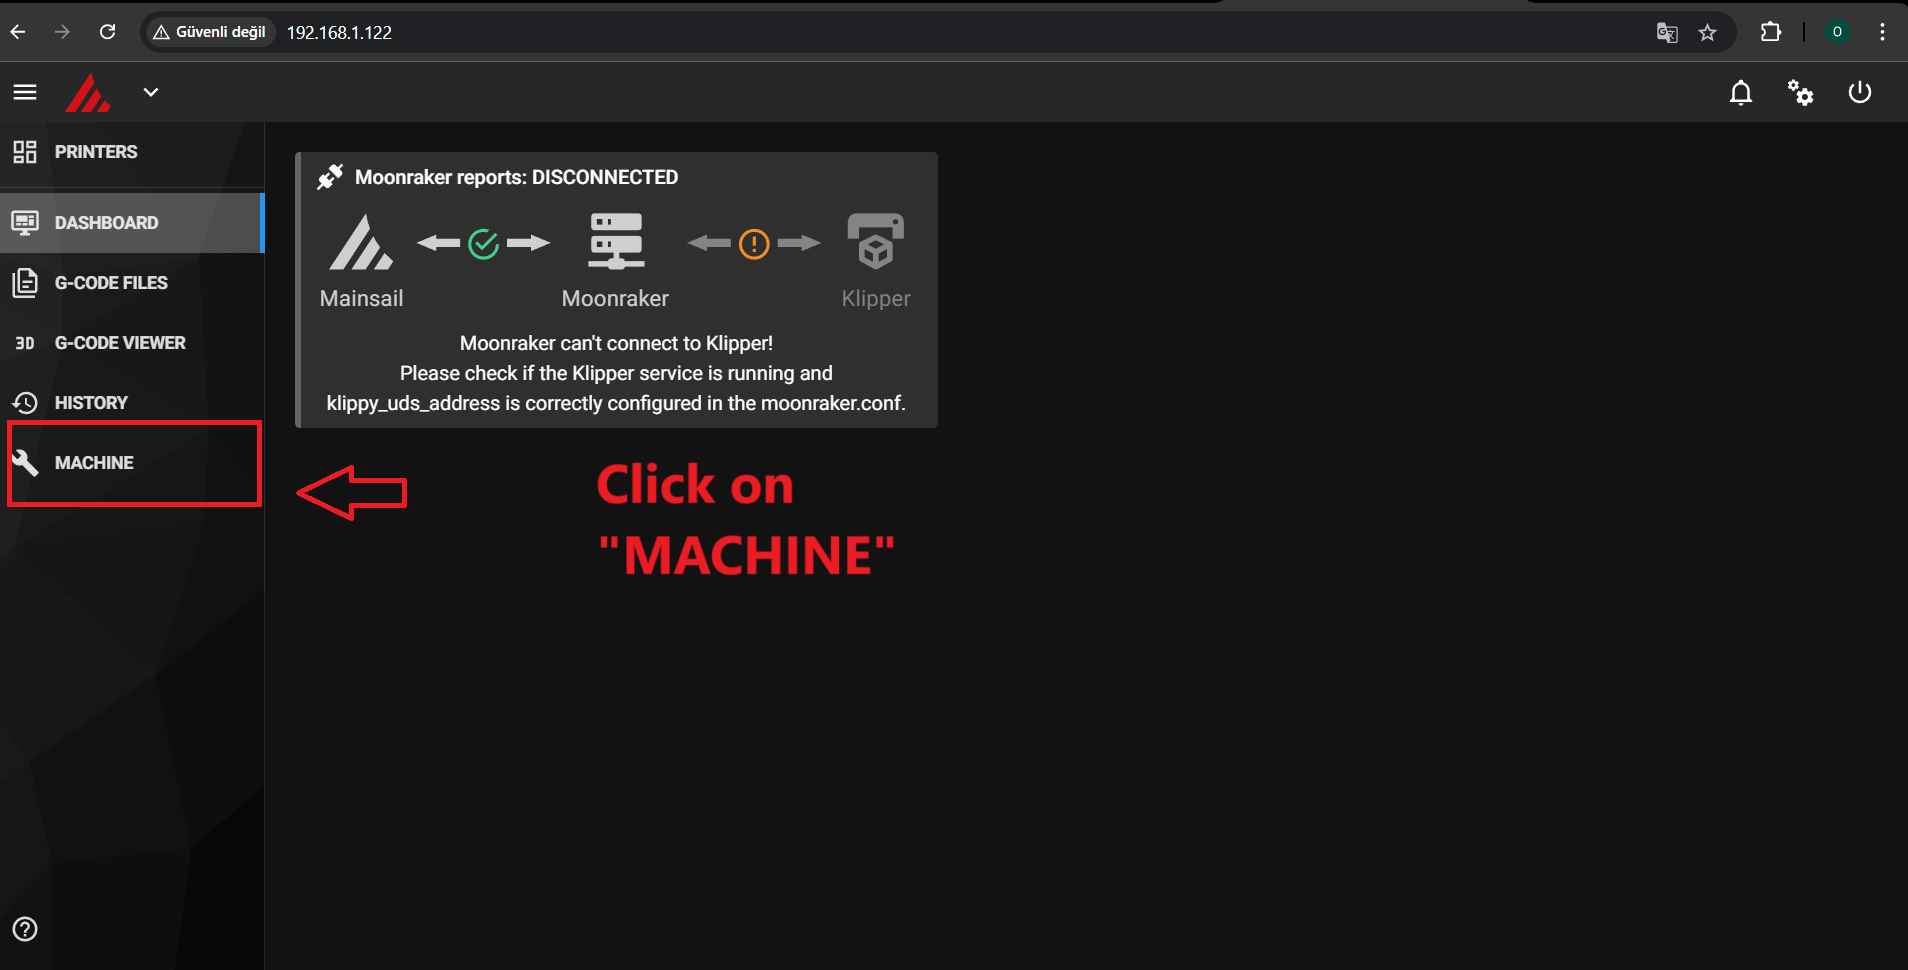 Güvenli değil 192.168.1.122
O
PRINTERS
DASHBOARD
G-CODE FILES
3D G-CODE VIEWER
HISTORY
MACHINE
Moonraker reports: DISCONNECTED
Mainsail Moonraker Klipper
Moonraker can't connect to Klipper!
Please check if the Klipper service is running and
klippy_uds_address is correctly configured in the moonraker.conf.
Click on
"MACHINE"